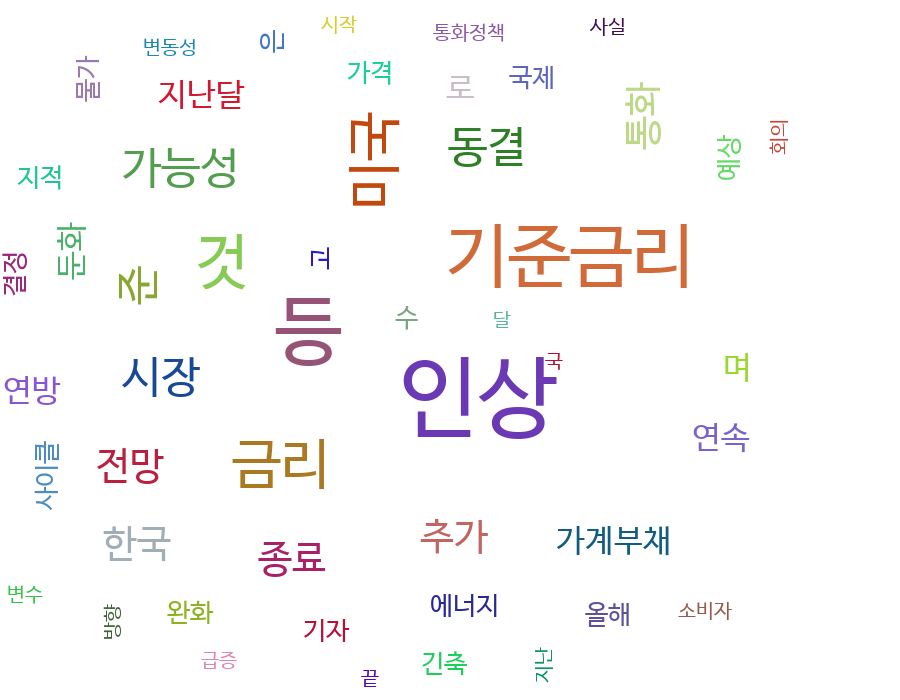 시작
사실
통화정책
은
변동성
물가
가격
국제
로
지난달
통화
회의
미국
동결
예상
가능성
지적
둔화
고
결정
것
기준금리
준
등
수
달
국
인상
며
시장
연방
연속
전망
금리
사이클
한국
종료
추가
가계부채
변수
방향
완화
에너지
올해
소비자
기자
급증
끝
긴축
지난